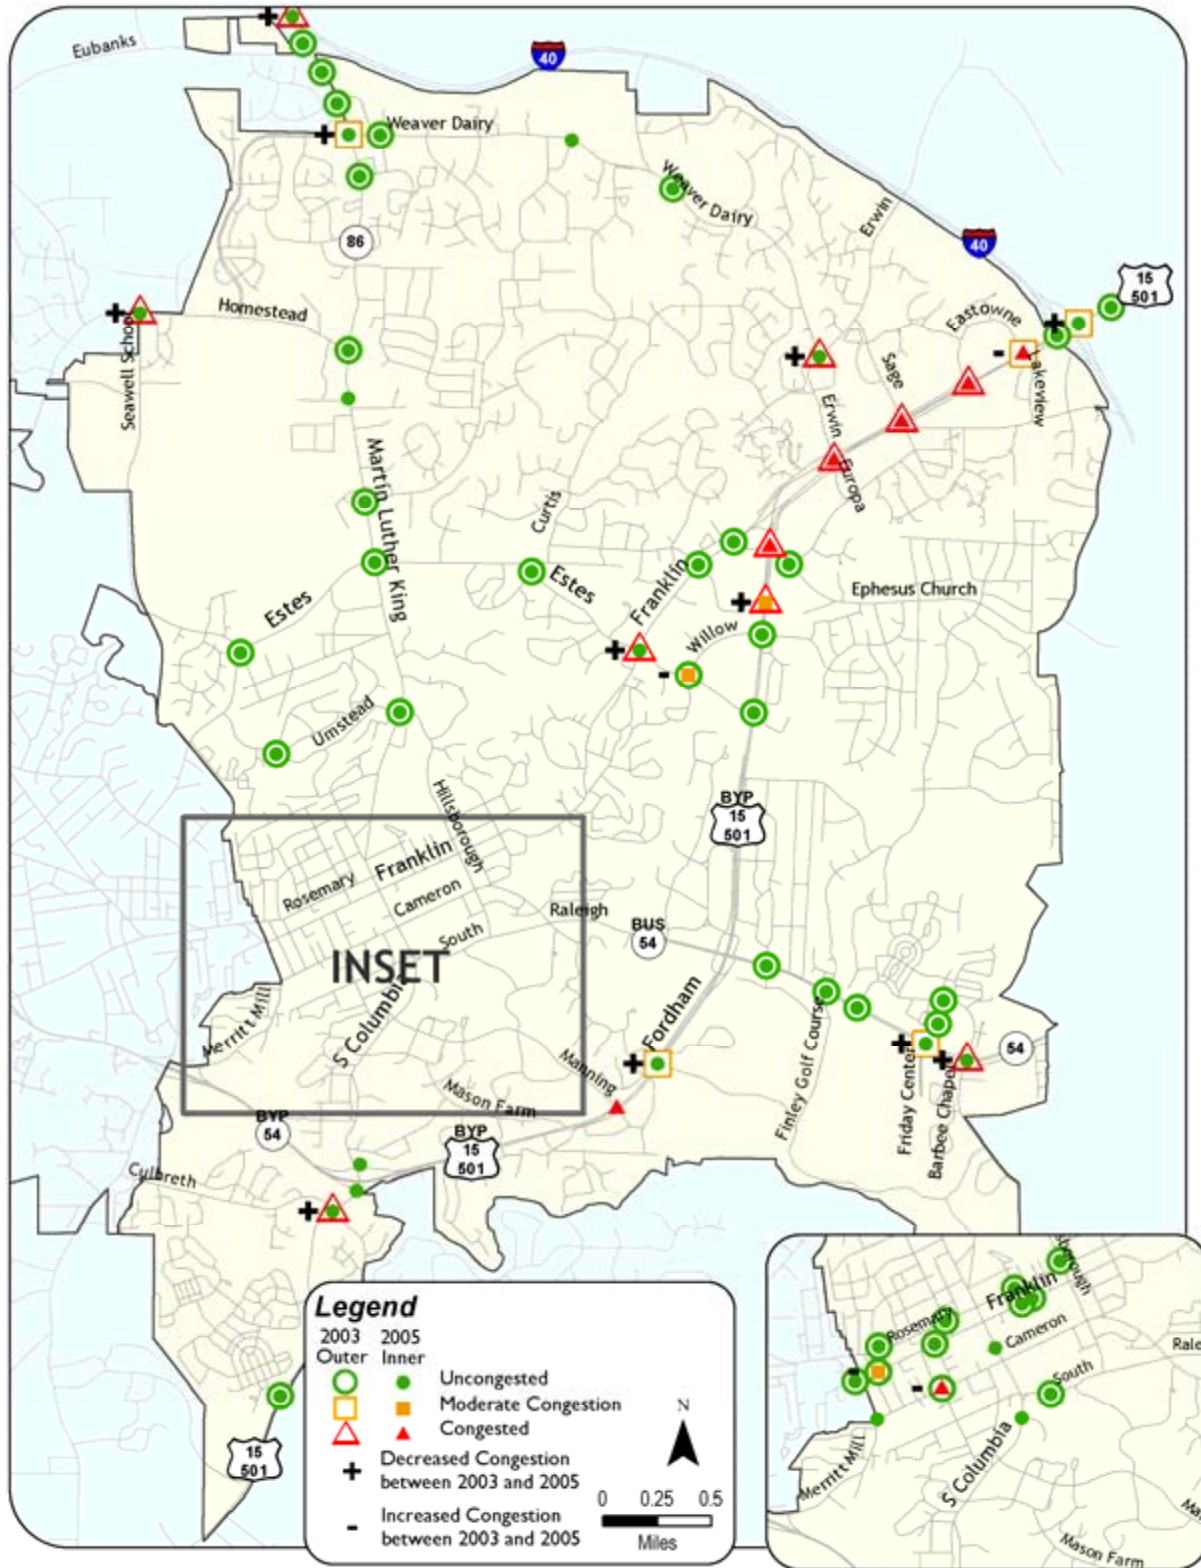 Eubanks
40
Weaver Dairy
Weaver Dairy
Erwin
86
40
15
501
Homestead
Eastowne
Seawell School
Sage
Lakeview
Erwin
Europa
Martin Luther King
Curtis
Estes
Franklin
Ephesus Church
Estes
Willow
Umstead
Hillsborough
BYP
15
501
Franklin
Rosemary
Cameron
Raleigh
South
BUS
54
INSET
Merritt Mill
S Columbia
Fordham
Finley Golf Course
Friday Center
Barbee Chapel
54
Manning
Mason Farm
BYP
54
BYP
15
501
Culbreth
15
501
Legend
2003 2005
Outer Inner
Uncongested
Moderate Congestion
Congested
+ Decreased Congestion
between 2003 and 2005
- Increased Congestion
between 2003 and 2005
N
0 0.25 0.5
Miles
sborough
Franklin
Rosemary
Cameron
Rale
South
Merritt Mill
S Columbia
Mason Farm
Ma